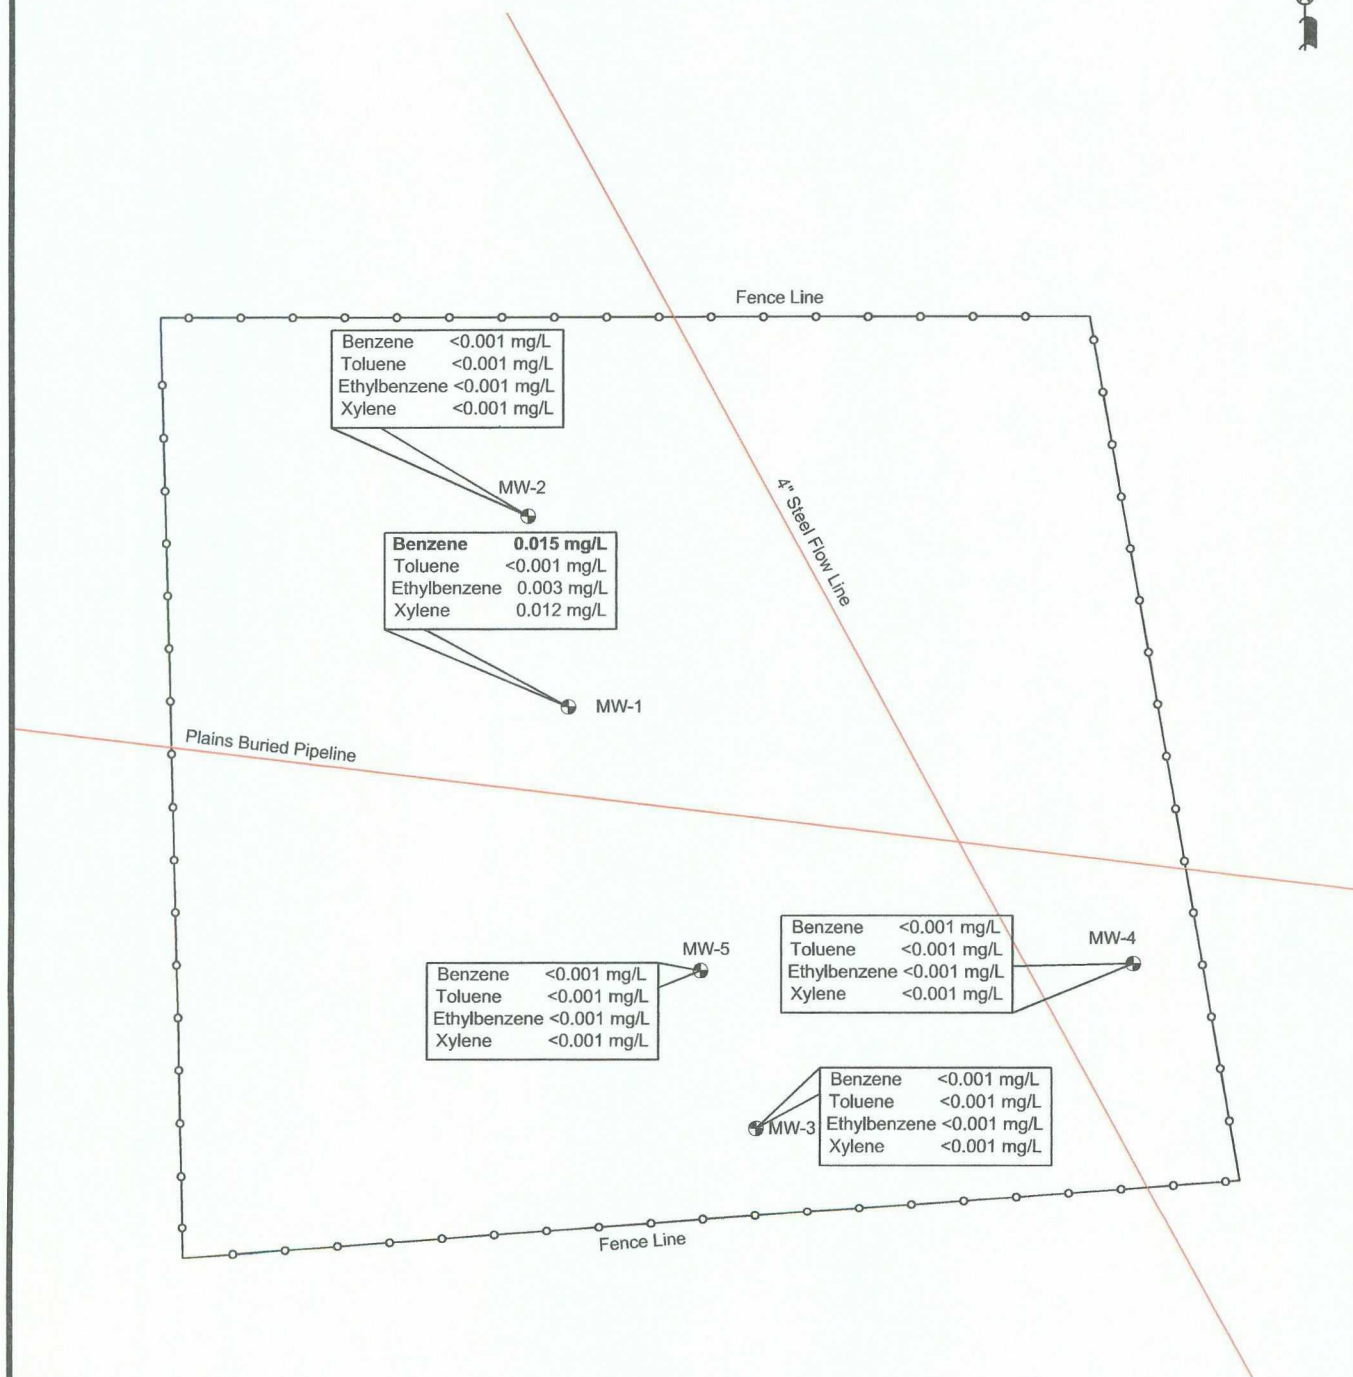 Fence Line
Benzene <0.001 mg/L
Toluene <0.001 mg/L
Ethylbenzene <0.001 mg/L
Xylene <0.001 mg/L
MW-2
4" Steel Flow Line
Benzene 0.015 mg/L
Toluene <0.001 mg/L
Ethylbenzene 0.003 mg/L
Xylene 0.012 mg/L
MW-1
Plains Buried Pipeline
MW-5
Benzene <0.001 mg/L
Toluene <0.001 mg/L
Ethylbenzene <0.001 mg/L
Xylene <0.001 mg/L
Benzene <0.001 mg/L
Toluene <0.001 mg/L
Ethylbenzene <0.001 mg/L
Xylene <0.001 mg/L
MW-4
MW-3
Benzene <0.001 mg/L
Toluene <0.001 mg/L
Ethylbenzene <0.001 mg/L
Xylene <0.001 mg/L
Fence Line